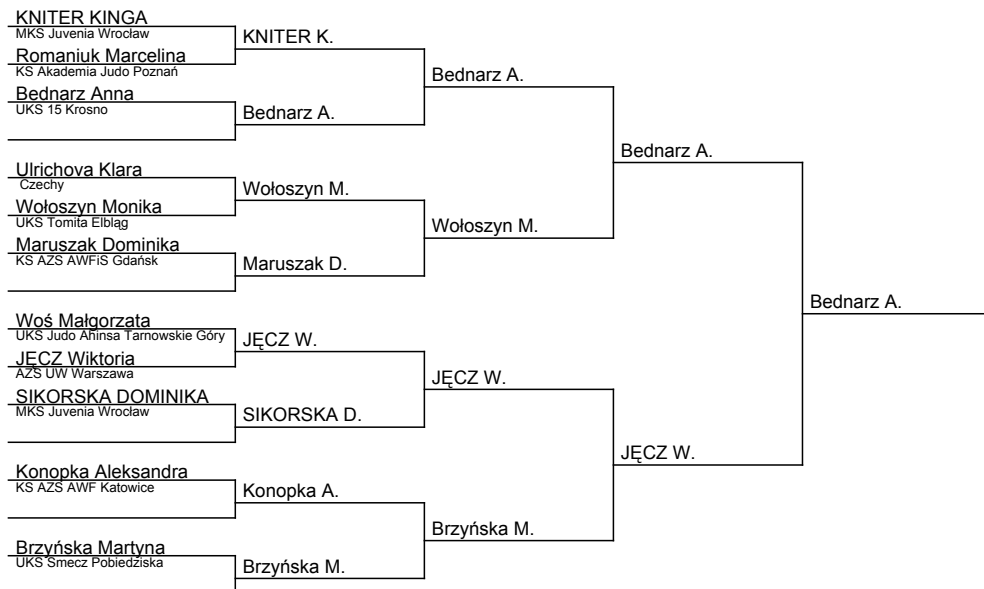 KNITER KINGA
MKS Juvenia Wrocław
Romaniuk Marcelina
KS Akademia Judo Poznań
Bednarz Anna
UKS 15 Krosno
Ulrichova Klara
Czechy
Wołoszyn Monika
UKS Tomita Elbląg
Maruszak Dominika
KS AZS AWFiS Gdańsk
Woś Małgorzata
UKS Judo Ahinsa Tarnowskie Góry
JĘCZ Wiktoria
AZS UW Warszawa
SIKORSKA DOMINIKA
MKS Juvenia Wrocław
Konopka Aleksandra
KS AZS AWF Katowice
Brzyńska Martyna
UKS Smecz Pobiedziska
KNITER K.
Bednarz A.
Wołoszyn M.
Maruszak D.
JĘCZ W.
SIKORSKA D.
Konopka A.
Brzyńska M.
Bednarz A.
Wołoszyn M.
JĘCZ W.
Brzyńska M.
Bednarz A.
JĘCZ W.
Bednarz A.